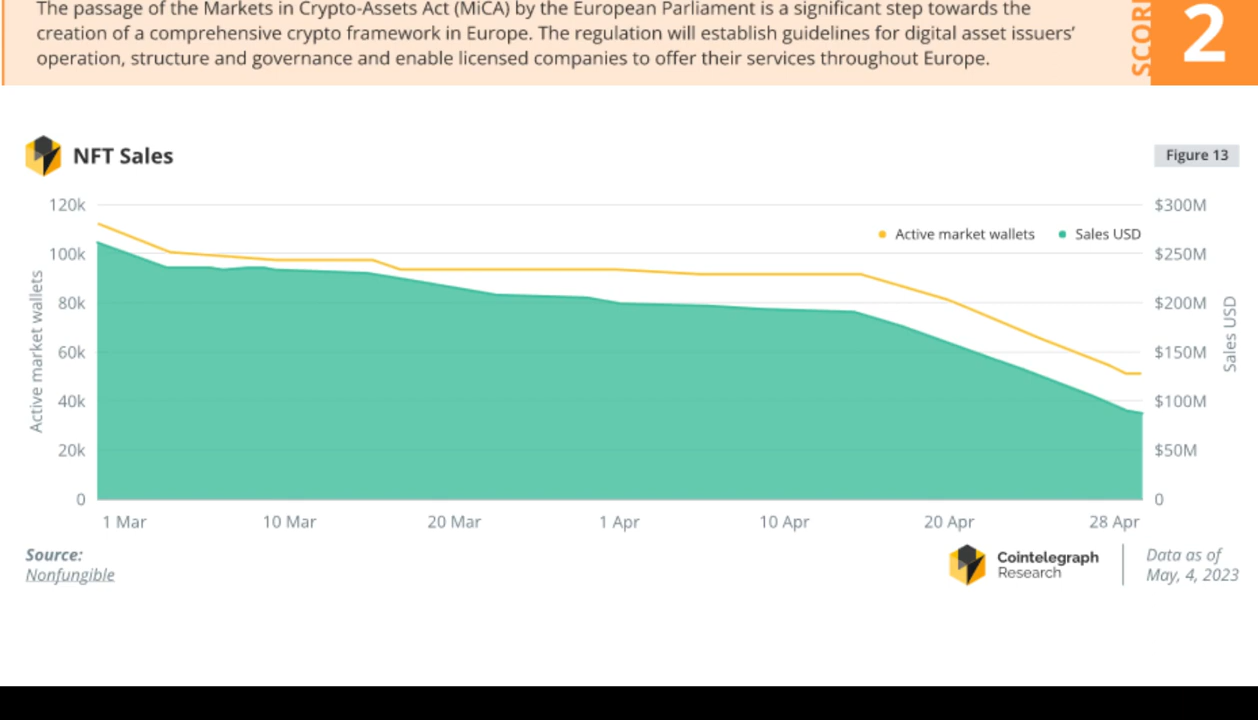 The passage of the Markets in Crypto-Assets Act (MiCA) by the European Parliament is a significant step towards the
creation of a comprehensive crypto framework in Europe. The regulation will establish guidelines for digital asset issuers'
operation, structure and governance and enable licensed companies to offer their services throughout Europe.
2
NFT Sales
Figure 13
120k
$300M
Active market wallets
Sales USD
100k
$250M
80k
$200M
60k
$150M
40k
$100M
20k
$50M
0
0
Active market wallets
Sales USD
1 Mar
10 Mar
20 Mar
1 Apr
10 Apr
20 Apr
28 Apr
Source:
Nonfungible
Cointelegraph
Research
Data as of
May, 4, 2023